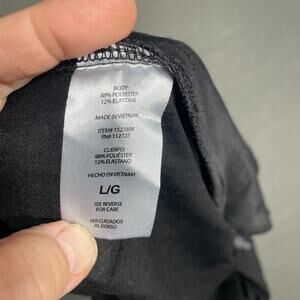 BODY:
88% POLYESTER
12% ELASTANE
MADE IN VIETNAM
ITEM# 1527894
RN# 112727
CUERPO:
88% POLIÉSTER
12% ELASTANO
HECHO EN VIETNAM
L/G
SEE REVERSE
FOR CARE
VER CUIDADOS
AL DORSO